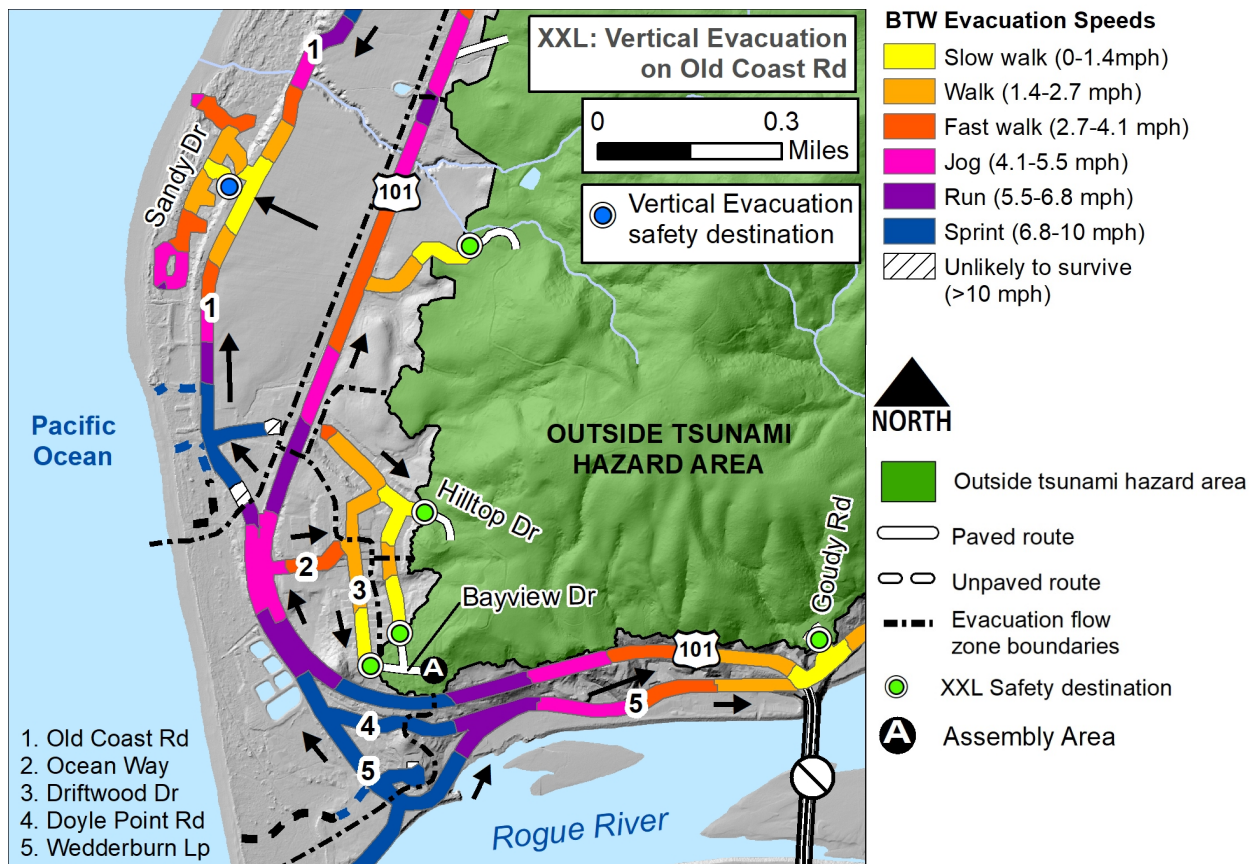 XXL: Vertical Evacuation
on Old Coast Rd
0 0.3
Miles
Vertical Evacuation
safety destination
1
Sandy Dr
101
1
Pacific
Ocean
OUTSIDE TSUNAMI
HAZARD AREA
Hilltop Dr
2
3
Bayview Dr
Goudy Rd
A
101
4
5
5
Rogue River
1. Old Coast Rd
2. Ocean Way
3. Driftwood Dr
4. Doyle Point Rd
5. Wedderburn Lp
BTW Evacuation Speeds
Slow walk (0-1.4mph)
Walk (1.4-2.7 mph)
Fast walk (2.7-4.1 mph)
Jog (4.1-5.5 mph)
Run (5.5-6.8 mph)
Sprint (6.8-10 mph)
Unlikely to survive
(>10 mph)
NORTH
Outside tsunami hazard area
Paved route
Unpaved route
Evacuation flow
zone boundaries
XXL Safety destination
A Assembly Area